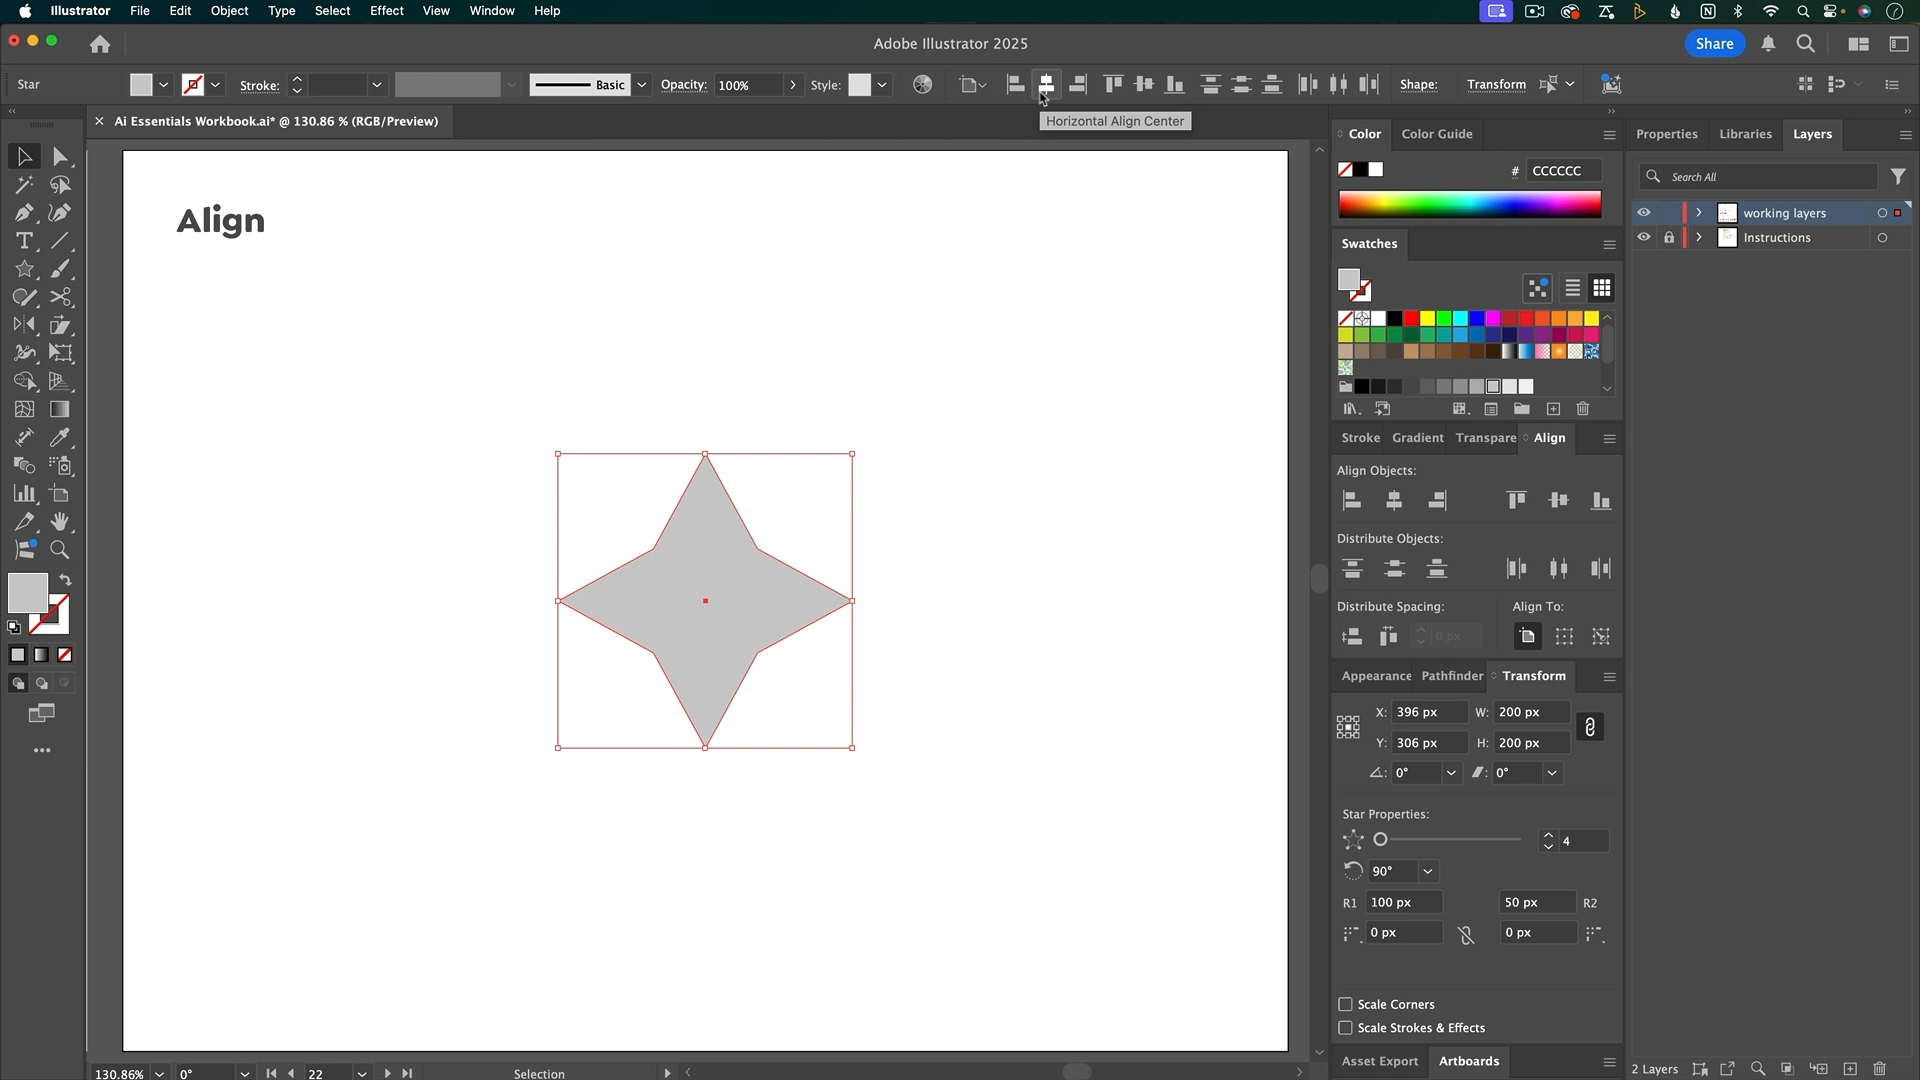 Illustrator File Edit Object Type Select Effect View Window Help
Adobe Illustrator 2025
Share
Star
Stroke:
Basic
Opacity:
100%
Style:
Shape:
Transform
Ai Essentials Workbook.ai* @ 130.86 % (RGB/Preview)
Horizontal Align Center
Color
Color Guide
Properties
Libraries
Layers
# CCCCCC
Search All
Align
working layers
Instructions
Swatches
Stroke
Gradient
Transpare
Align
Align Objects:
Distribute Objects:
Distribute Spacing:
Align To:
0 px
Appearance
Pathfinder
Transform
X: 396 px
W: 200 px
Y: 306 px
H: 200 px
0°
0°
Star Properties:
4
90°
R1 100 px
50 px R2
0 px
0 px
Scale Corners
Scale Strokes & Effects
Asset Export
Artboards
130.86%
0°
22
Selection
2 Layers